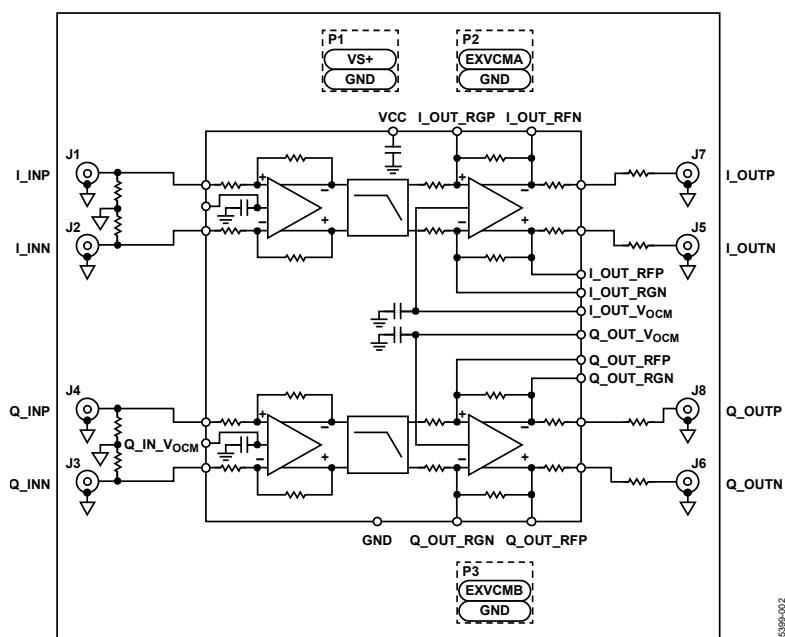 P1
VS+
GND
P2
EXVCMA
GND
VCC
I_OUT_RGP
I_OUT_RFN
I_INP
J1
J7
I_OUTP
+
−
−
+
I_INN
J2
J5
I_OUTN
+
−
−
+
I_OUT_RFP
I_OUT_RGN
I_OUT_VOCM
Q_OUT_VOCM
Q_OUT_RFP
Q_OUT_RGN
Q_INP
J4
J8
Q_OUTP
+
−
+
−
Q_IN_VOCM
Q_INN
J3
J6
Q_OUTN
−
+
−
+
GND
Q_OUT_RGN
Q_OUT_RFP
P3
EXVCMB
GND
5399-002